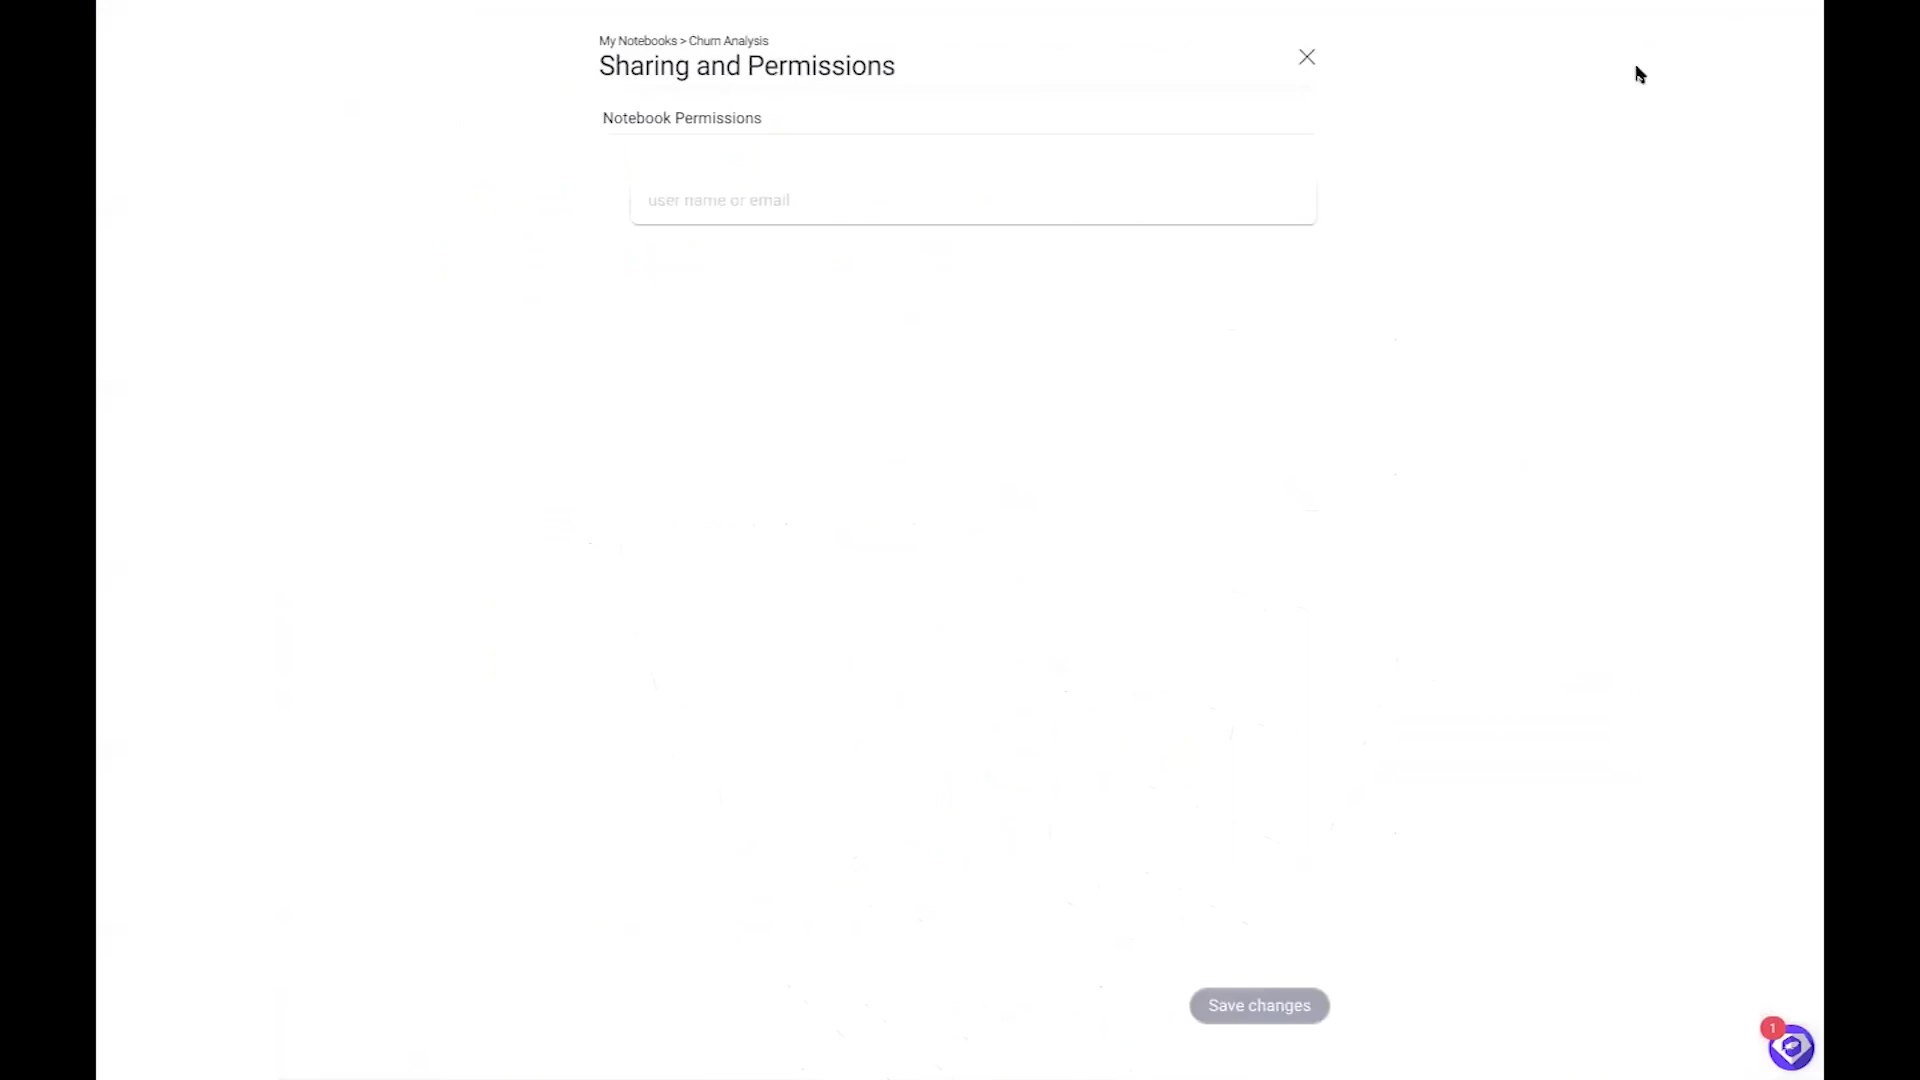 My Notebooks > Churn Analysis
Sharing and Permissions
Notebook Permissions
user name or email
Save changes
1